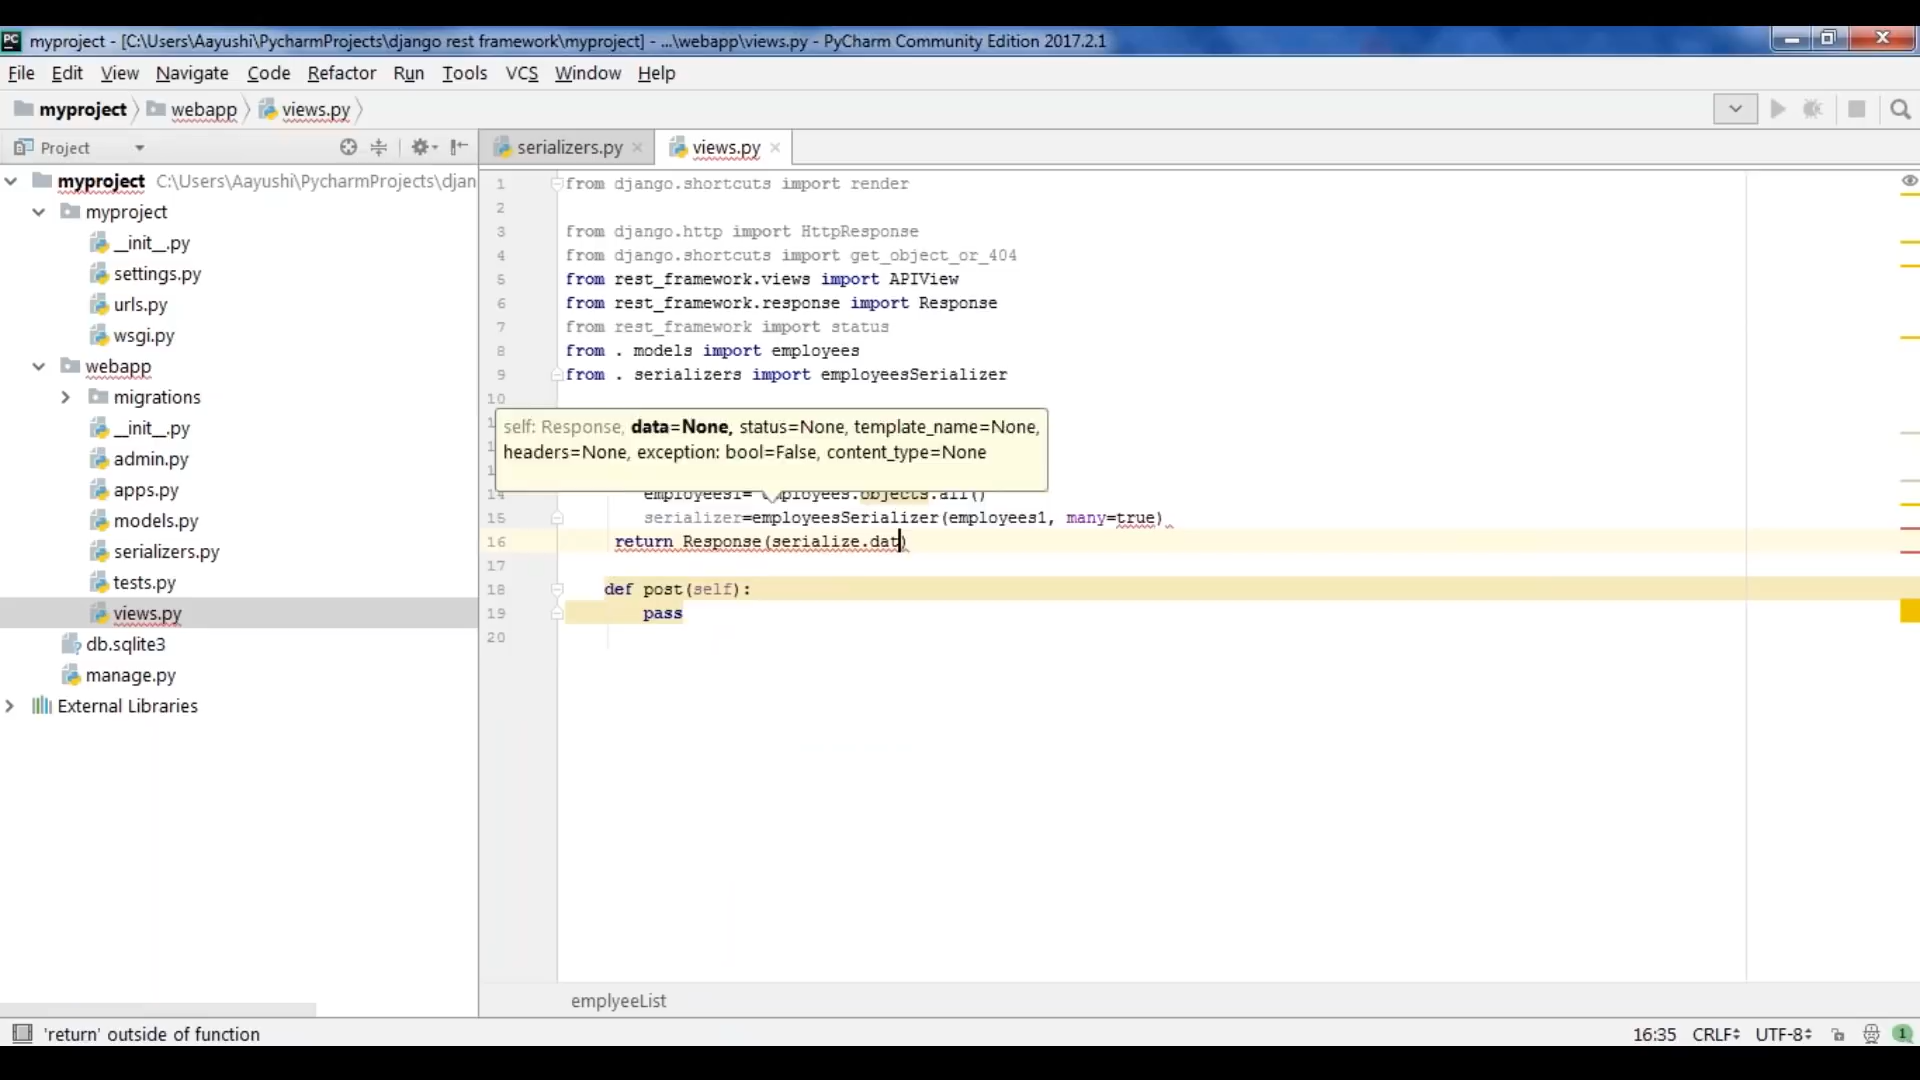 PC myproject - [C:\Users\Aayushi\PycharmProjects\django rest framework\myproject] - ...\webapp\views.py - PyCharm Community Edition 2017.2.1
File Edit View Navigate Code Refactor Run Tools VCS Window Help
myproject webapp views.py
Project
serializers.py views.py
myproject C:\Users\Aayushi\PycharmProjects\djan
myproject
__init__.py
settings.py
urls.py
wsgi.py
webapp
migrations
__init__.py
admin.py
apps.py
models.py
serializers.py
tests.py
views.py
db.sqlite3
manage.py
External Libraries
1 from django.shortcuts import render
2
3 from django.http import HttpResponse
4 from django.shortcuts import get_object_or_404
5 from rest_framework.views import APIView
6 from rest_framework.response import Response
7 from rest_framework import status
8 from . models import employees
9 from . serializers import employeesSerializer
10
self: Response, data=None, status=None, template_name=None,
headers=None, exception: bool=False, content_type=None
14 employees1= employees.objects.all()
15 serializer=employeesSerializer(employees1, many=true)
16 return Response(serialize.dat)
17
18 def post(self):
19 pass
20
emplyeeList
'return' outside of function 16:35 CRLF UTF-8 1